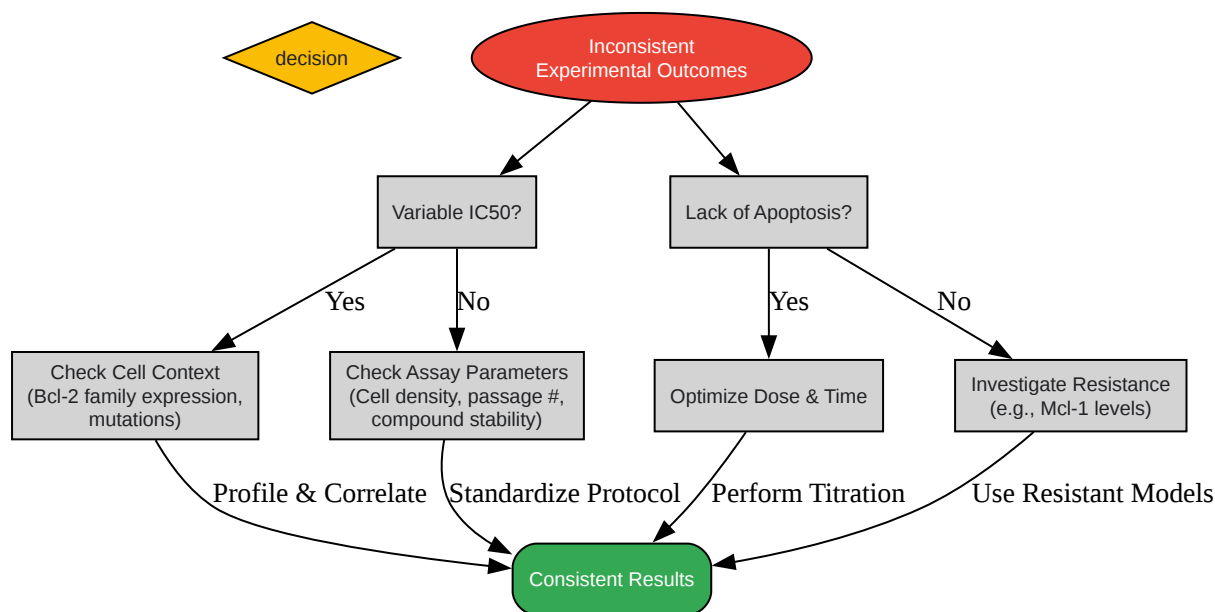 decision
Inconsistent
Experimental Outcomes
Variable IC50?
Lack of Apoptosis?
Yes
No
Yes
No
Check Cell Context
(Bcl-2 family expression,
mutations)
Check Assay Parameters
(Cell density, passage #,
compound stability)
Optimize Dose & Time
Investigate Resistance
(e.g., Mcl-1 levels)
Profile & Correlate
Standardize Protocol
Perform Titration
Use Resistant Models
Consistent Results